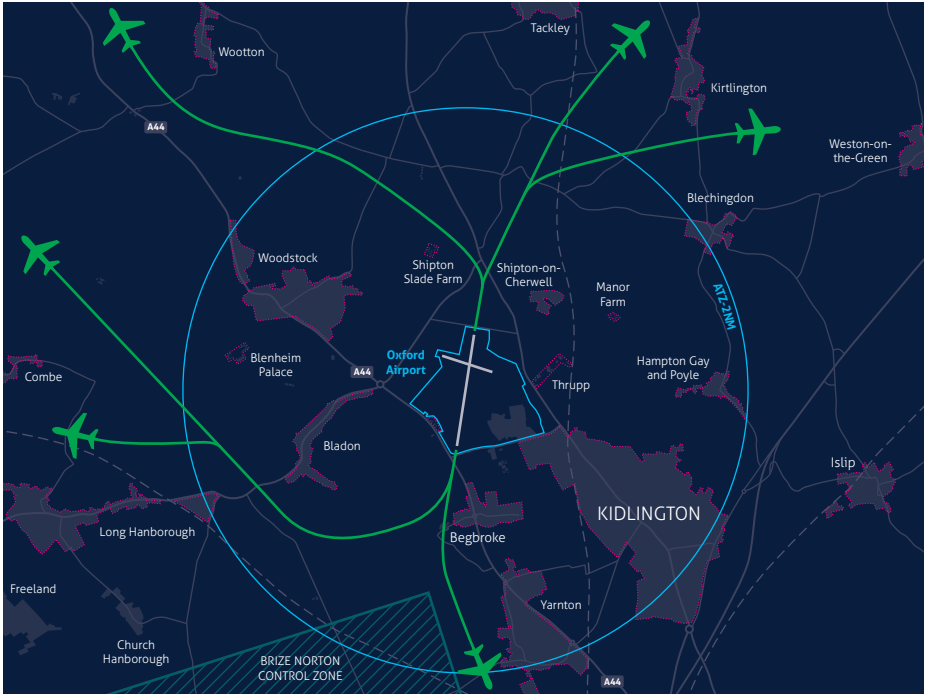 Tackley
Wootton
Kirtlington
A44
Weston-on-
the-Green
Blechingdon
Woodstock
Shipton
Slade Farm
Shipton-on-
Cherwell
Manor
Farm
ATZ-2NM
Oxford
Airport
Blenheim
Palace
A44
Combe
Thrupp
Hampton Gay
and Poyle
Bladon
Islip
KIDLINGTON
Long Hanborough
Begbroke
Freeland
Yarnton
Church
Hanborough
BRIZE NORTON
CONTROL ZONE
A44